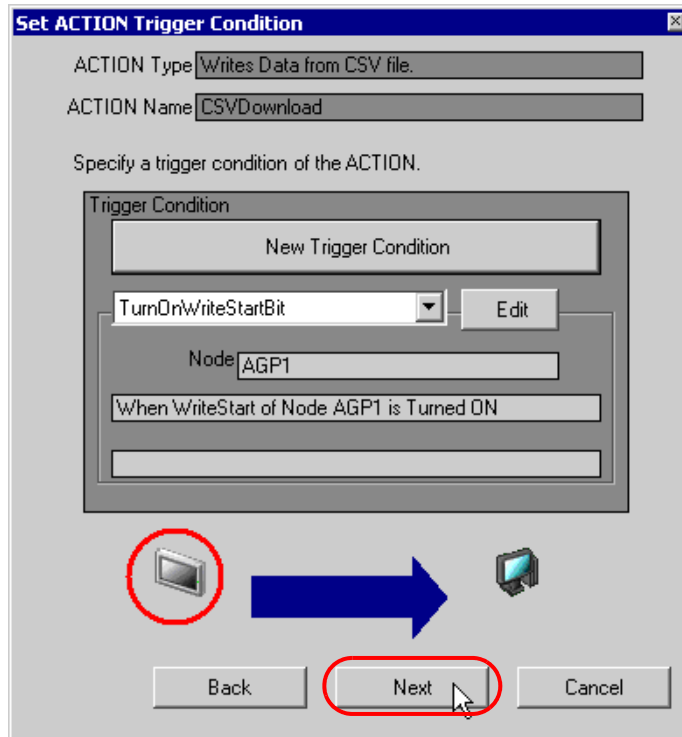 Set ACTION Trigger Condition
ACTION Type Writes Data from CSV file.
ACTION Name CSVDownload
Specify a trigger condition of the ACTION.
Trigger Condition
New Trigger Condition
TurnOnWriteStartBit Edit
Node AGP1
When WriteStart of Node AGP1 is Turned ON
Back Next Cancel